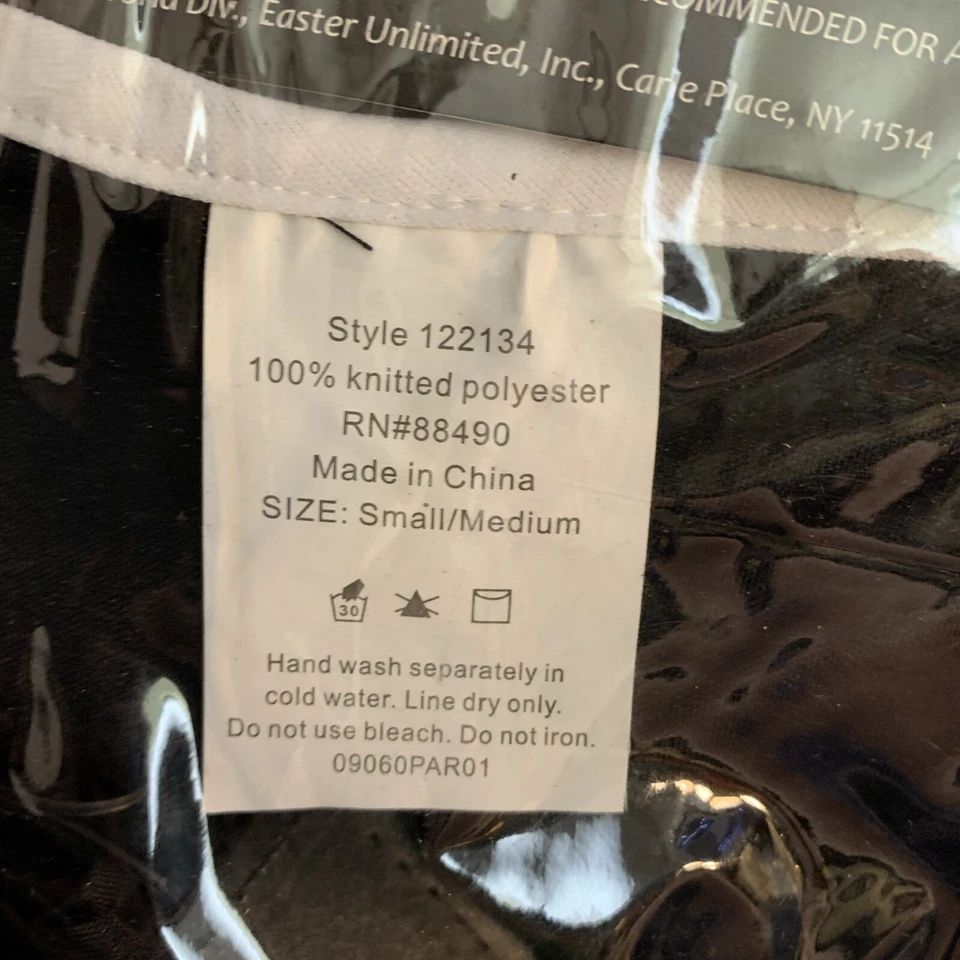 RECOMMENDED FOR
Div., Easter Unlimited, Inc., Carle Place, NY 11514
Style 122134
100% knitted polyester
RN#88490
Made in China
SIZE: Small/Medium
30
Hand wash separately in
cold water. Line dry only.
Do not use bleach. Do not iron.
09060PAR01